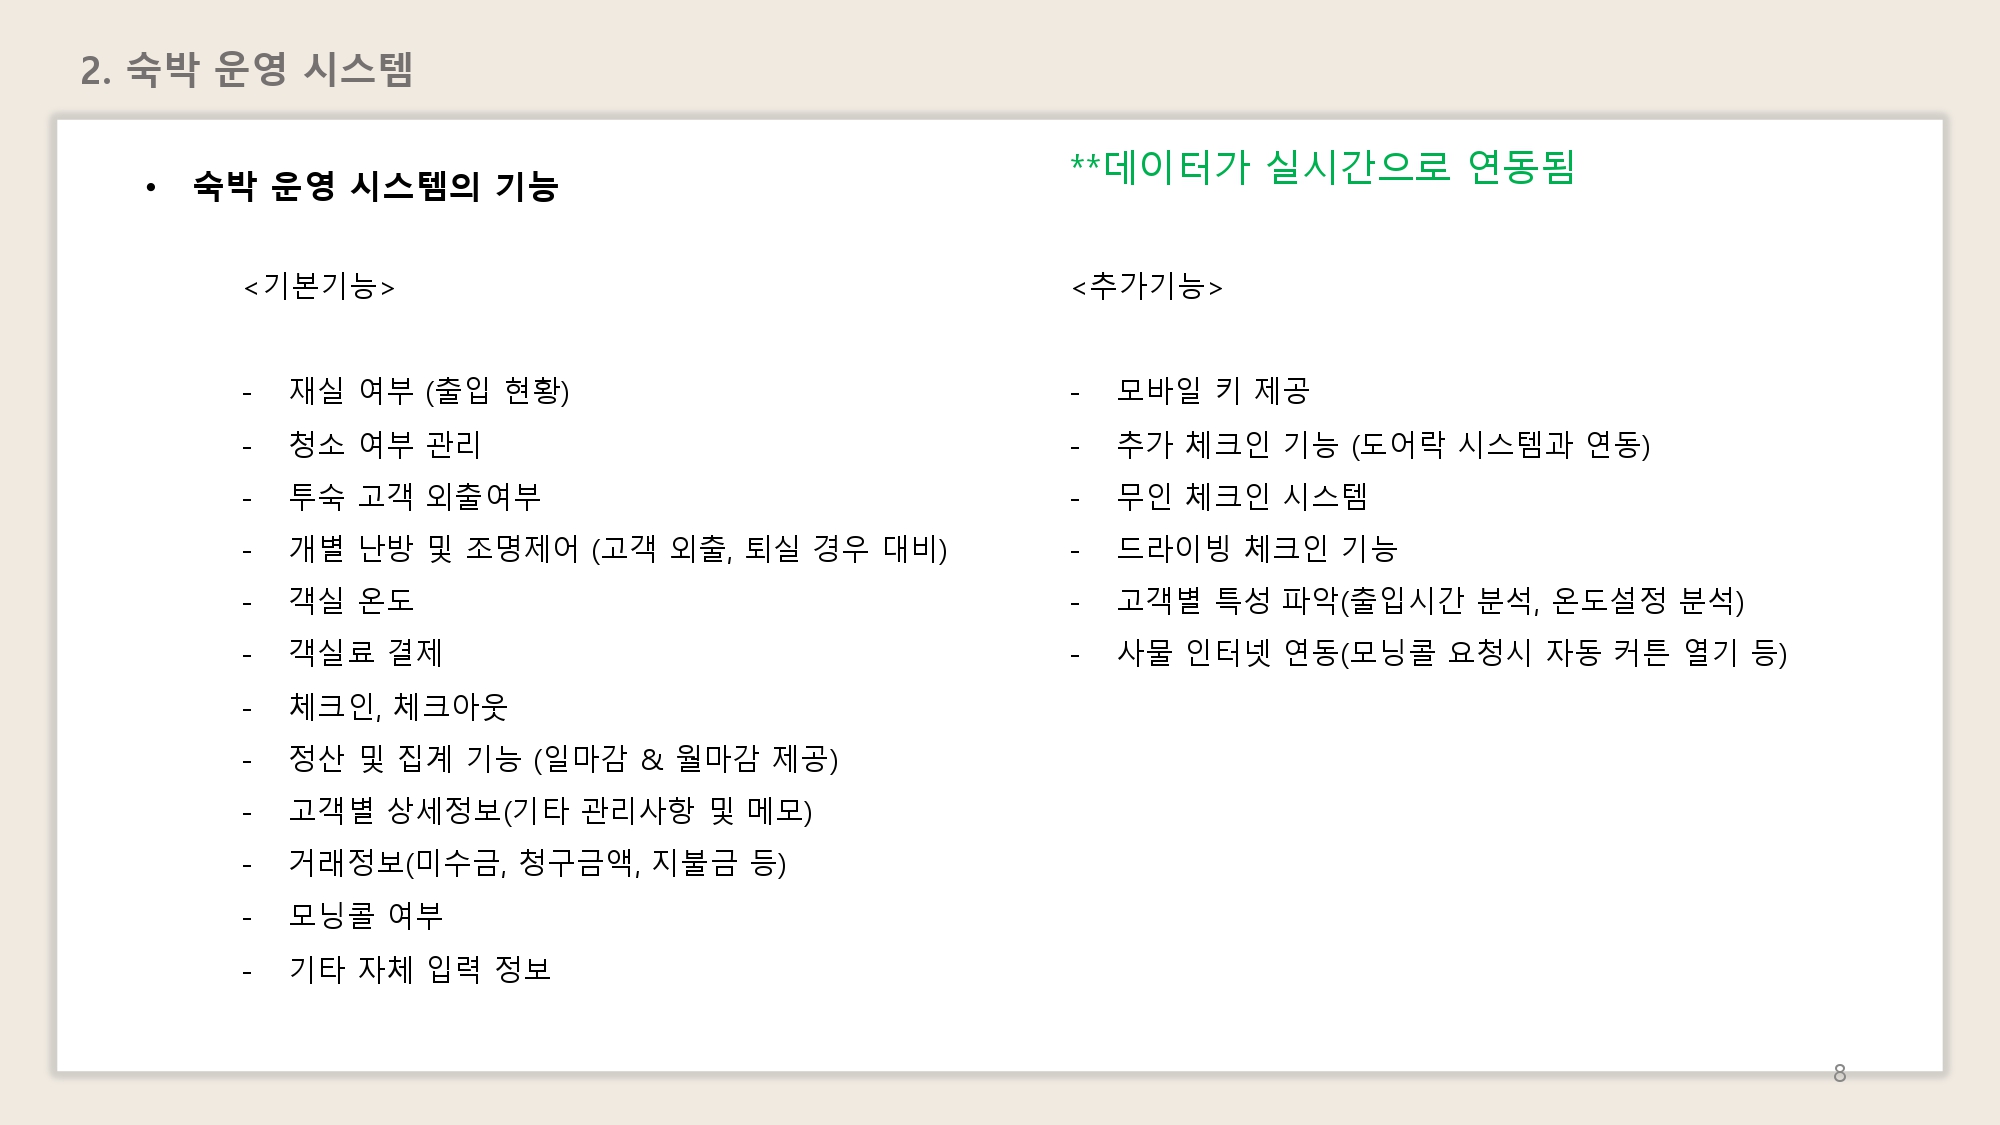 2. 숙박 운영 시스템
• 숙박 운영 시스템의 기능
**데이터가 실시간으로 연동됨
<기본기능>
- 재실 여부 (출입 현황)
- 청소 여부 관리
- 투숙 고객 외출여부
- 개별 난방 및 조명제어 (고객 외출, 퇴실 경우 대비)
- 객실 온도
- 객실료 결제
- 체크인, 체크아웃
- 정산 및 집계 기능 (일마감 & 월마감 제공)
- 고객별 상세정보(기타 관리사항 및 메모)
- 거래정보(미수금, 청구금액, 지불금 등)
- 모닝콜 여부
- 기타 자체 입력 정보
<추가기능>
- 모바일 키 제공
- 추가 체크인 기능 (도어락 시스템과 연동)
- 무인 체크인 시스템
- 드라이빙 체크인 기능
- 고객별 특성 파악(출입시간 분석, 온도설정 분석)
- 사물 인터넷 연동(모닝콜 요청시 자동 커튼 열기 등)
8